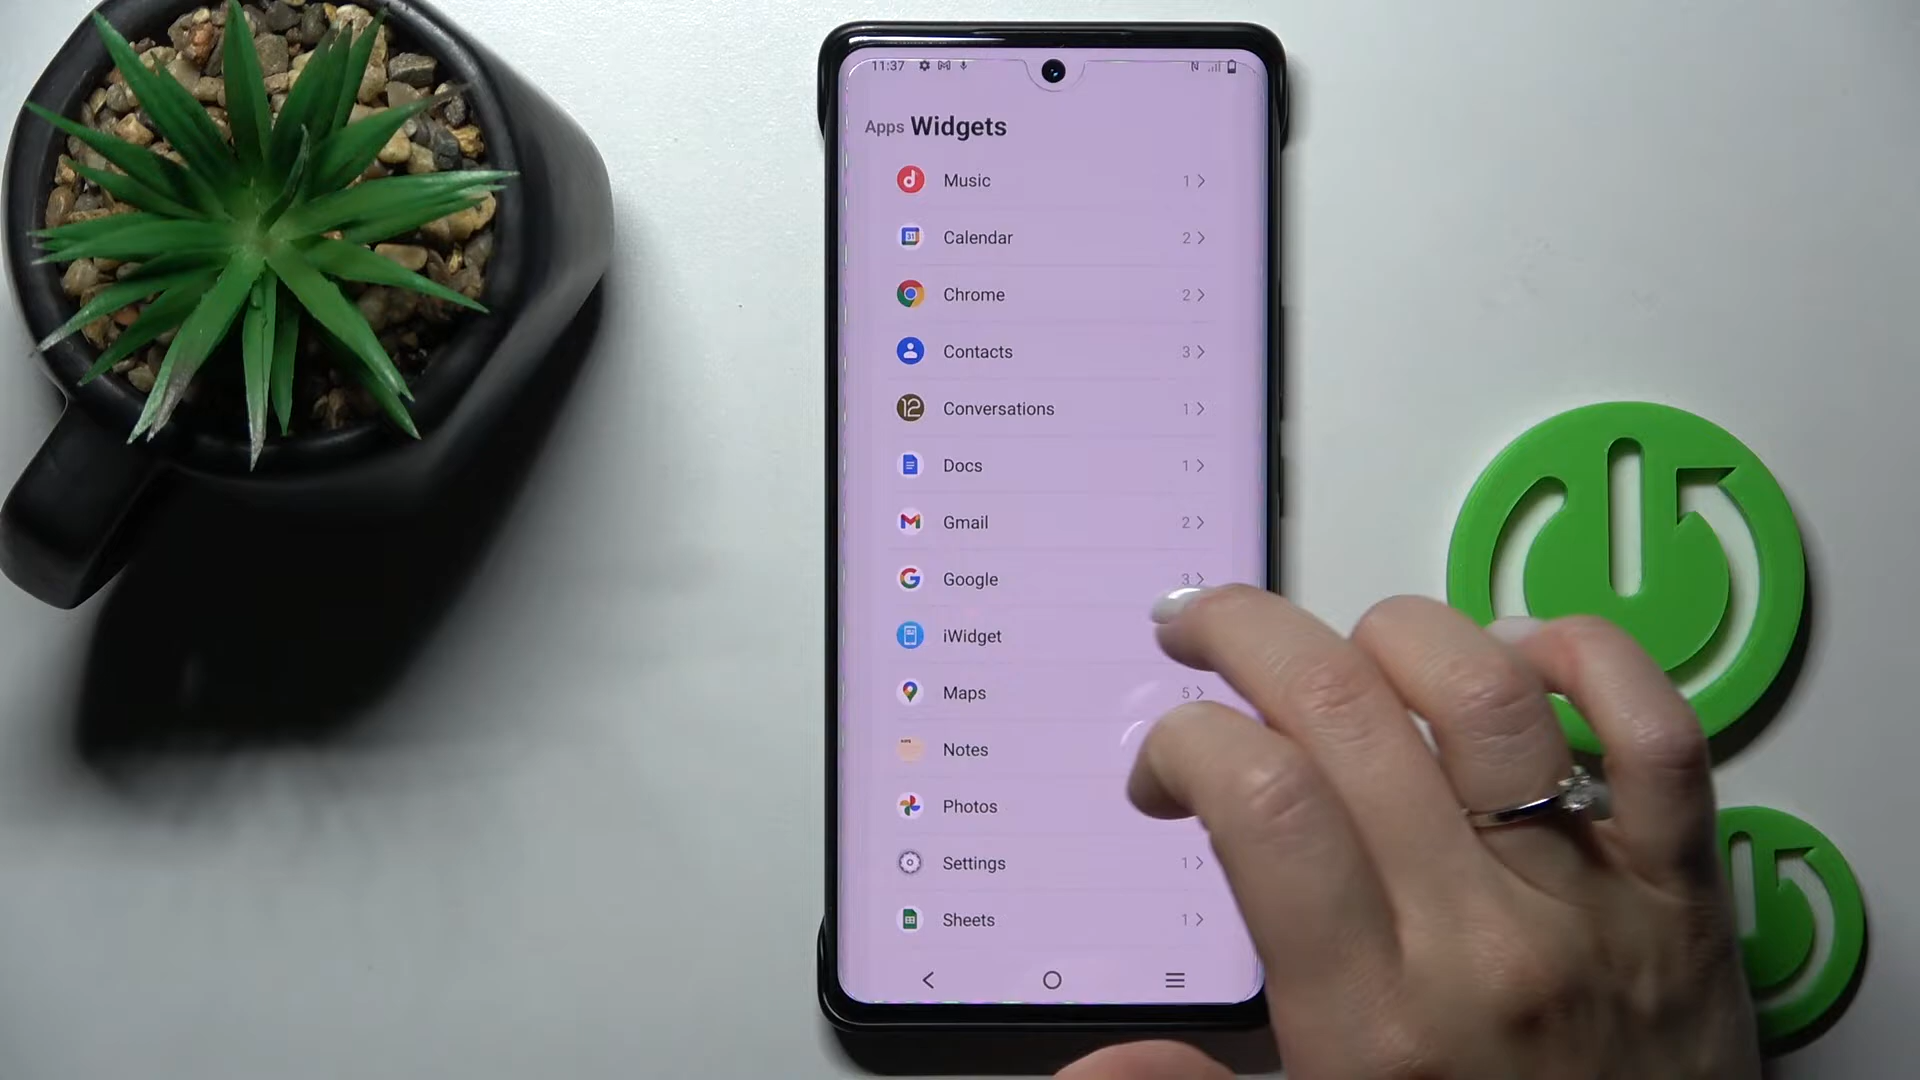 11:37
Apps Widgets
Music 1 >
Calendar 2 >
Chrome 2 >
Contacts 3 >
12 Conversations 1 >
Docs 1 >
Gmail 2 >
Google 3 >
iWidget
Maps 5 >
Notes
Photos
Settings 1 >
Sheets 1 >